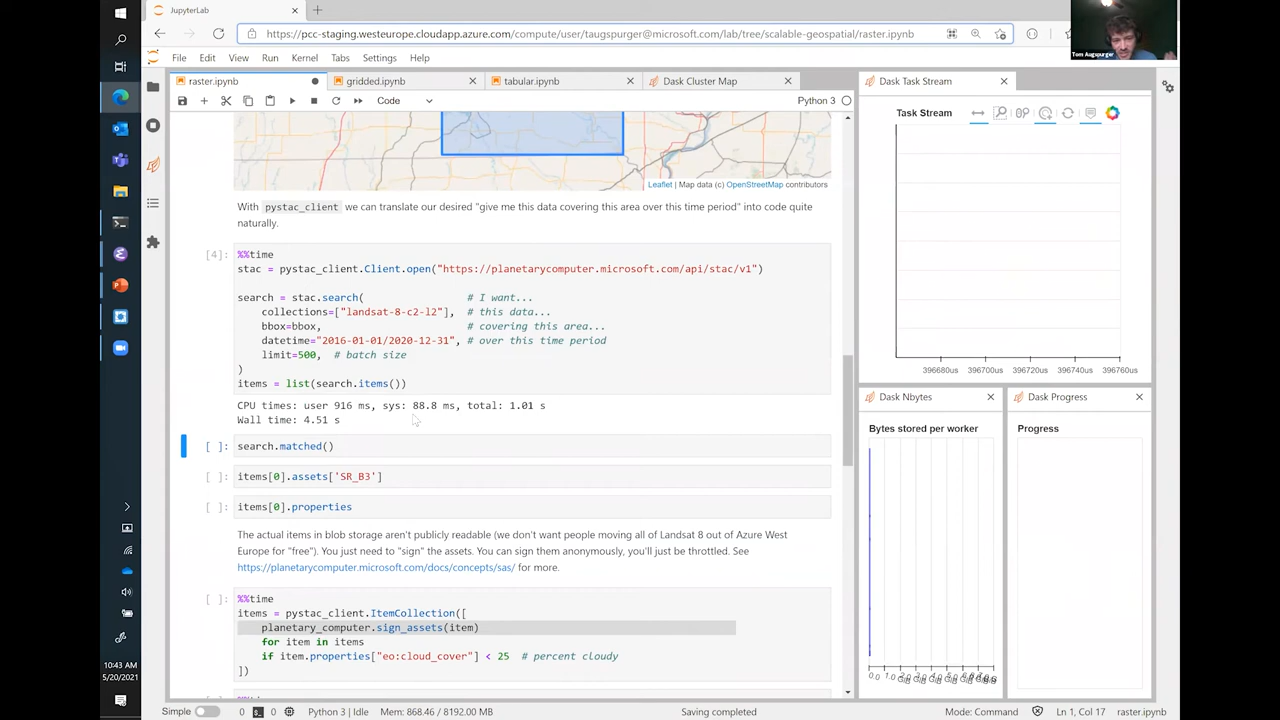 JupyterLab
https://pcc-staging.westeurope.cloudapp.azure.com/compute/user/taugspurger@microsoft.com/lab/tree/scalable-geospatial/raster.ipynb
Tom Augspurger
File Edit View Run Kernel Tabs Settings Help
raster.ipynb
gridded.ipynb
tabular.ipynb
Dask Cluster Map
Dask Task Stream
Code
Python 3
Task Stream
Leaflet | Map data (c) OpenStreetMap contributors
With pystac_client we can translate our desired "give me this data covering this area over this time period" into code quite
naturally.
[4]:
%%time
stac = pystac_client.Client.open("https://planetarycomputer.microsoft.com/api/stac/v1")
search = stac.search( # I want...
collections=["landsat-8-c2-l2"], # this data...
bbox=bbox, # covering this area...
datetime="2016-01-01/2020-12-31", # over this time period
limit=500, # batch size
)
items = list(search.items())
CPU times: user 916 ms, sys: 88.8 ms, total: 1.01 s
Wall time: 4.51 s
[ ]: search.matched()
[ ]: items[0].assets['SR_B3']
[ ]: items[0].properties
The actual items in blob storage aren't publicly readable (we don't want people moving all of Landsat 8 out of Azure West
Europe for "free"). You just need to "sign" the assets. You can sign them anonymously, you'll just be throttled. See
https://planetarycomputer.microsoft.com/docs/concepts/sas/ for more.
[ ]: %%time
items = pystac_client.ItemCollection([
planetary_computer.sign_assets(item)
for item in items
if item.properties["eo:cloud_cover"] < 25 # percent cloudy
])
396680us 396700us 396720us 396740us 396760us
Dask Nbytes
Dask Progress
Bytes stored per worker
Progress
0.0
10:43 AM
5/20/2021
Simple 0 0 Python 3 | Idle Mem: 868.46 / 8192.00 MB Saving completed Mode: Command Ln 1, Col 17 raster.ipynb